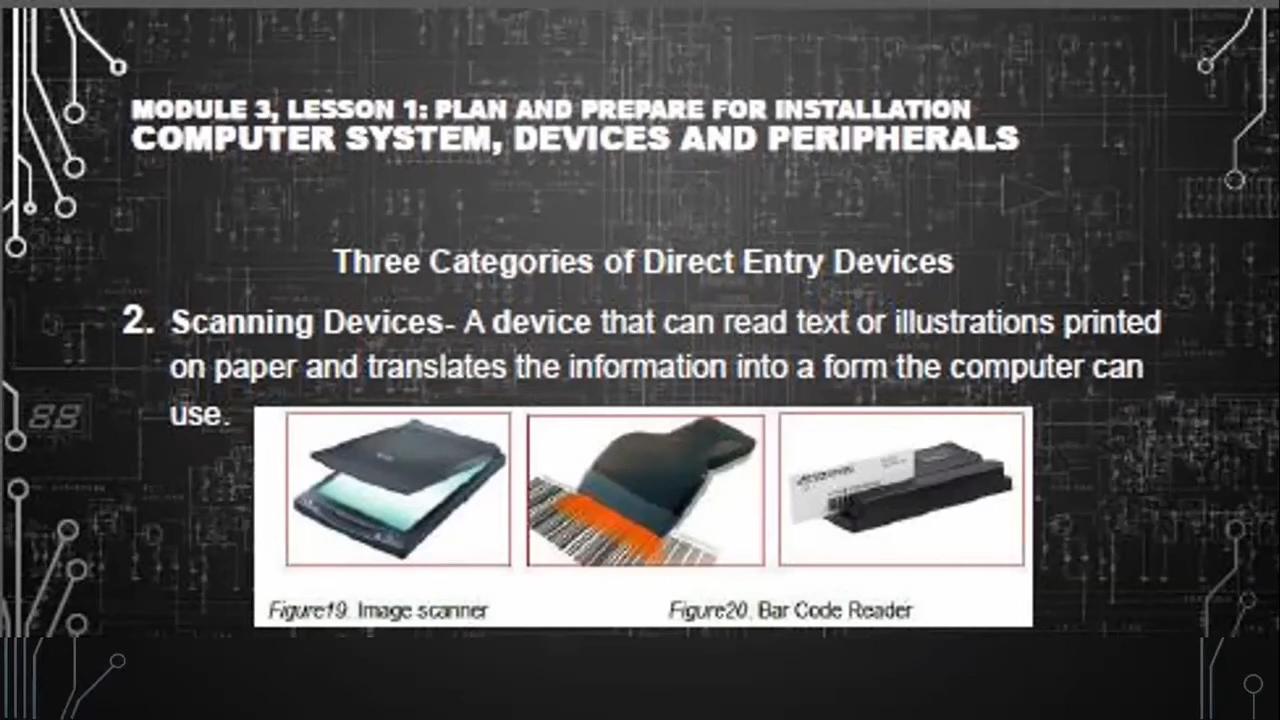 MODULE 3, LESSON 1: PLAN AND PREPARE FOR INSTALLATION
COMPUTER SYSTEM, DEVICES AND PERIPHERALS
Three Categories of Direct Entry Devices
2. Scanning Devices- A device that can read text or illustrations printed
on paper and translates the information into a form the computer can
use.
Figure19. Image scanner
Figure20. Bar Code Reader